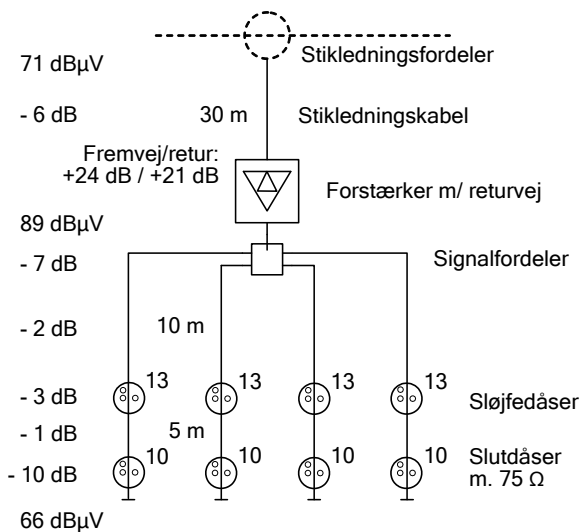 Stikledningsfordeler
71 dBµV
- 6 dB
30 m
Stikledningskabel
Fremvej/retur:
+24 dB / +21 dB
Forstærker m/ returvej
89 dBµV
- 7 dB
Signalfordeler
- 2 dB
10 m
13 13 13 13
- 3 dB
Sløjfedåser
- 1 dB
5 m
10 10 10 10
Slutdåser
- 10 dB
m. 75 Ω
66 dBµV